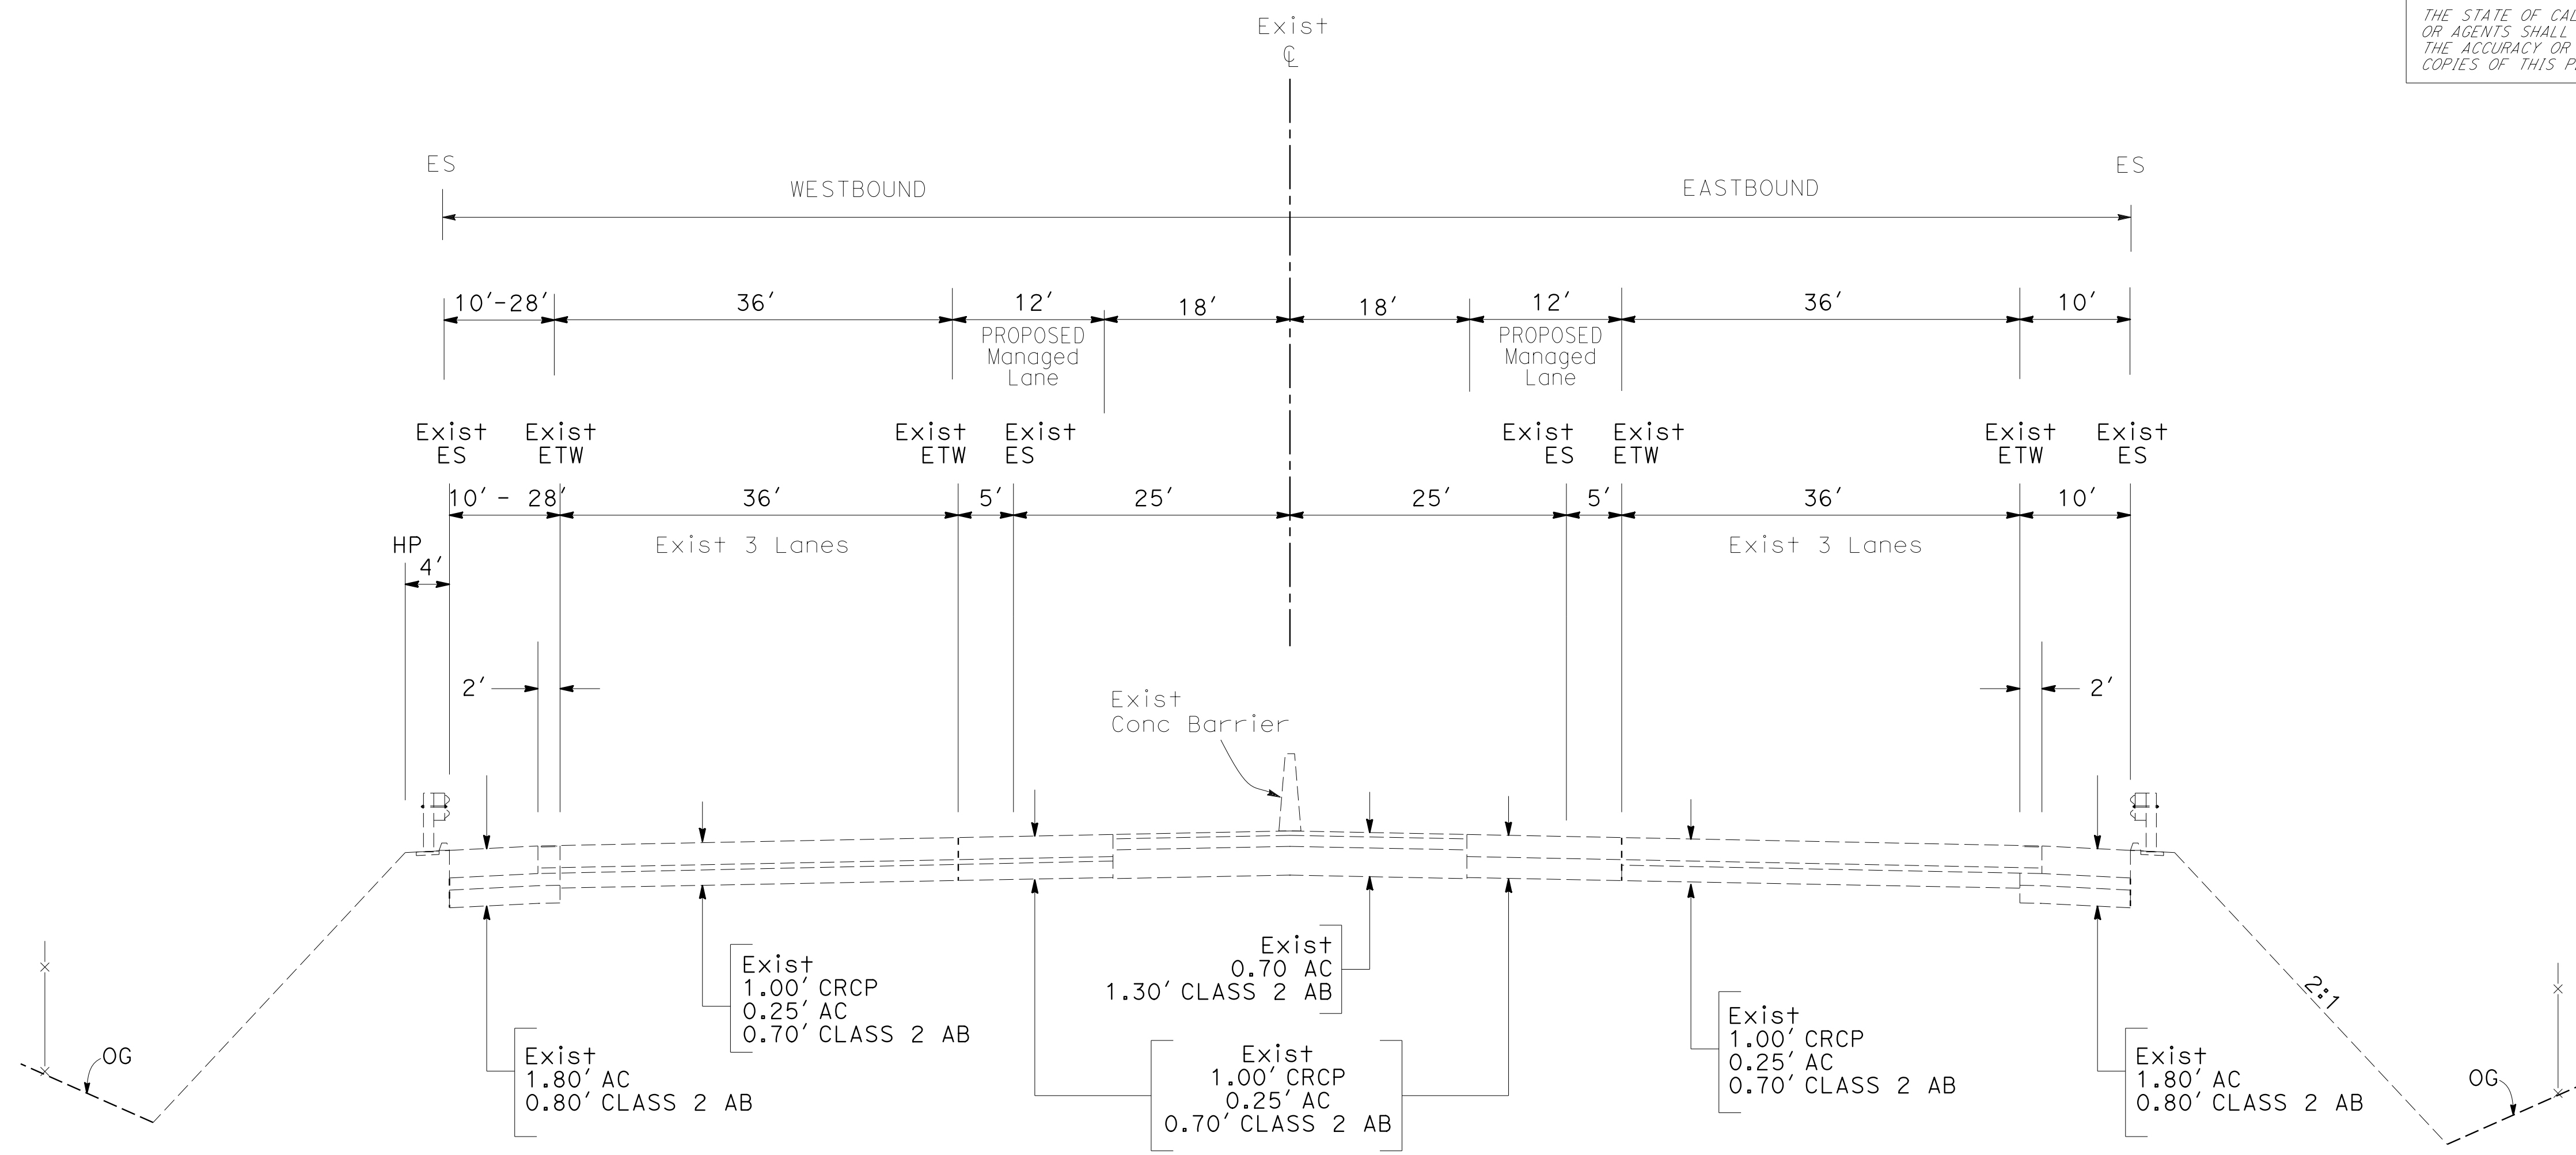 THE STATE OF CAL
OR AGENTS SHALL
THE ACCURACY OR
COPIES OF THIS P
Exist
℄
ES
WESTBOUND
EASTBOUND
ES
10'-28'
36'
12'
18'
18'
12'
36'
10'
PROPOSED
Managed
Lane
PROPOSED
Managed
Lane
Exist
ES
Exist
ETW
Exist
ETW
Exist
ES
Exist
ES
Exist
ETW
Exist
ETW
Exist
ES
10' - 28'
36'
5'
25'
25'
5'
36'
10'
HP
4'
Exist 3 Lanes
Exist 3 Lanes
2'
2'
Exist
Conc Barrier
Exist
1.80' AC
0.80' CLASS 2 AB
Exist
1.00' CRCP
0.25' AC
0.70' CLASS 2 AB
Exist
0.70 AC
1.30' CLASS 2 AB
Exist
1.00' CRCP
0.25' AC
0.70' CLASS 2 AB
Exist
1.00' CRCP
0.25' AC
0.70' CLASS 2 AB
Exist
1.80' AC
0.80' CLASS 2 AB
2:1
OG
OG